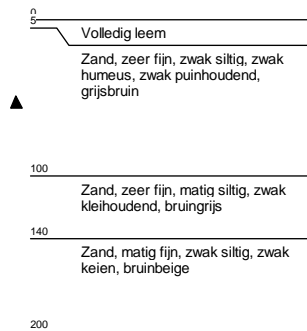 0
5
Volledig leem
Zand, zeer fijn, zwak siltig, zwak
humeus, zwak puinhoudend,
grijsbruin
100
Zand, zeer fijn, matig siltig, zwak
kleihoudend, bruingrijs
140
Zand, matig fijn, zwak siltig, zwak
keien, bruinbeige
200